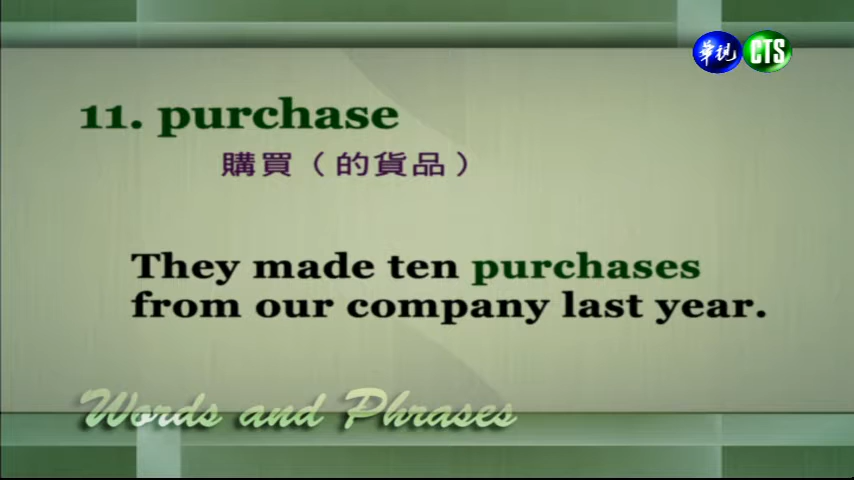 華視 CTS
11. purchase
購買（的貨品）
They made ten purchases
from our company last year.
Words and Phrases